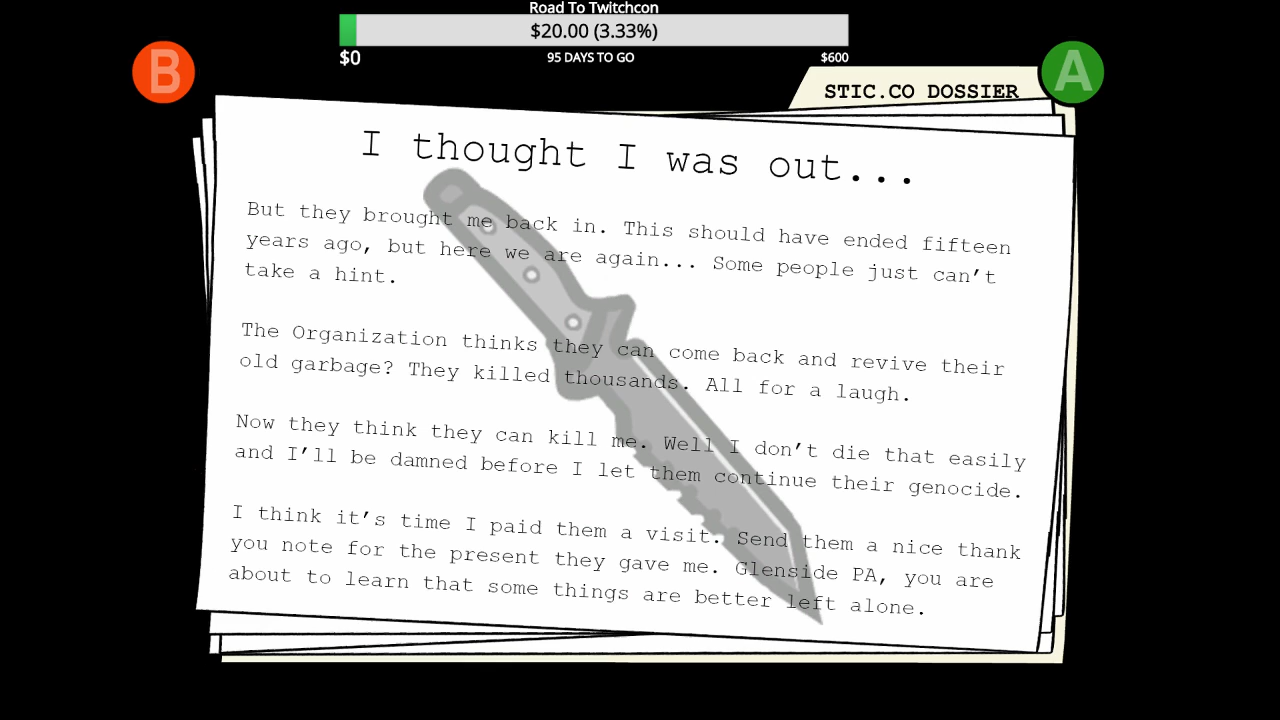 Road To Twitchcon
$20.00 (3.33%)
$0
95 DAYS TO GO
$600
B
A
STIC.CO DOSSIER
I thought I was out...
But they brought me back in. This should have ended fifteen
years ago, but here we are again... Some people just can't
take a hint.
The Organization thinks they can come back and revive their
old garbage? They killed thousands. All for a laugh.
Now they think they can kill me. Well I don't die that easily
and I'll be damned before I let them continue their genocide.
I think it's time I paid them a visit. Send them a nice thank
you note for the present they gave me. Glenside PA, you are
about to learn that some things are better left alone.